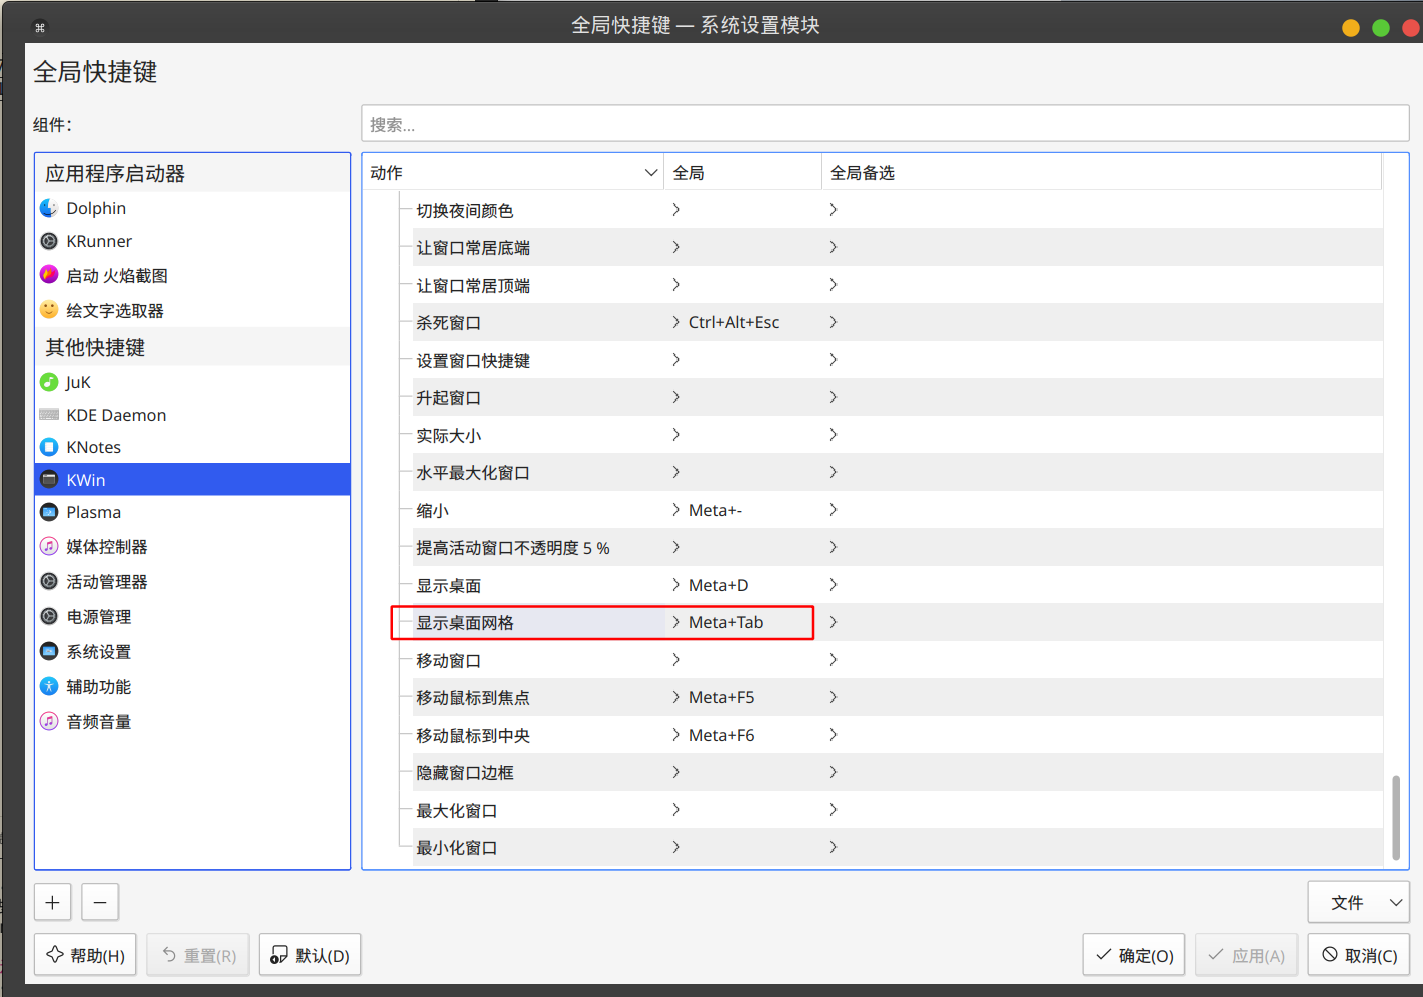 全局快捷键 — 系统设置模块
全局快捷键
组件：
搜索...
应用程序启动器
Dolphin
KRunner
启动 火焰截图
绘文字选取器
其他快捷键
JuK
KDE Daemon
KNotes
KWin
Plasma
媒体控制器
活动管理器
电源管理
系统设置
辅助功能
音频音量
动作 全局 全局备选
切换夜间颜色
让窗口常居底端
让窗口常居顶端
杀死窗口 Ctrl+Alt+Esc
设置窗口快捷键
升起窗口
实际大小
水平最大化窗口
缩小 Meta+-
提高活动窗口不透明度 5 %
显示桌面 Meta+D
显示桌面网格 Meta+Tab
移动窗口
移动鼠标到焦点 Meta+F5
移动鼠标到中央 Meta+F6
隐藏窗口边框
最大化窗口
最小化窗口
文件
帮助(H) 重置(R) 默认(D) 确定(O) 应用(A) 取消(C)